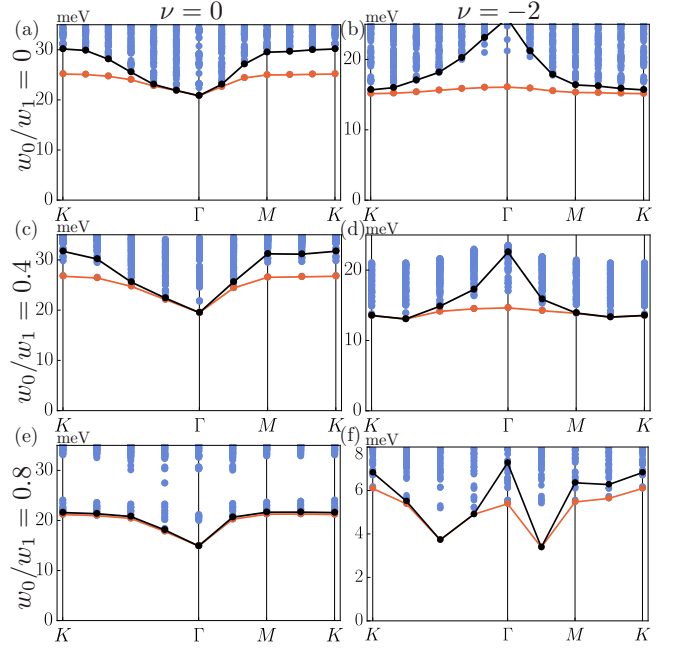 ν = 0
ν = −2
(a)
meV
30
20
10
0
K
Γ
M
K
w₀/w₁ = 0
(b)
meV
20
10
0
K
Γ
M
K
(c)
meV
30
20
10
0
K
Γ
M
K
w₀/w₁ = 0.4
(d)
meV
20
10
0
K
Γ
M
K
(e)
meV
30
20
10
0
K
Γ
M
K
w₀/w₁ = 0.8
(f)
meV
8
6
4
2
0
K
Γ
M
K